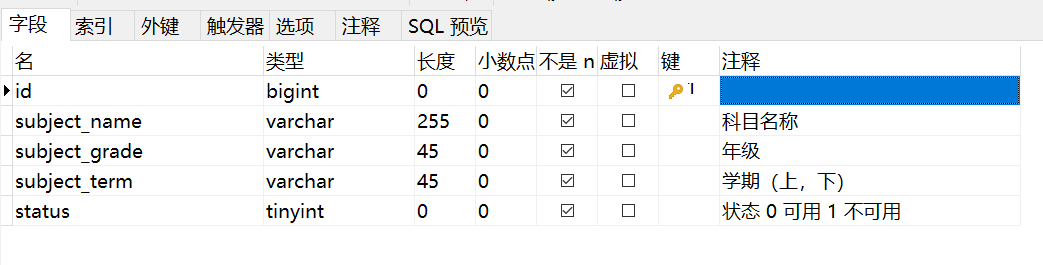 字段 索引 外键 触发器 选项 注释 SQL 预览
名 类型 长度 小数点 不是 n 虚拟 键 注释
id bigint 0 0 1
subject_name varchar 255 0 科目名称
subject_grade varchar 45 0 年级
subject_term varchar 45 0 学期（上，下）
status tinyint 0 0 状态 0 可用 1 不可用